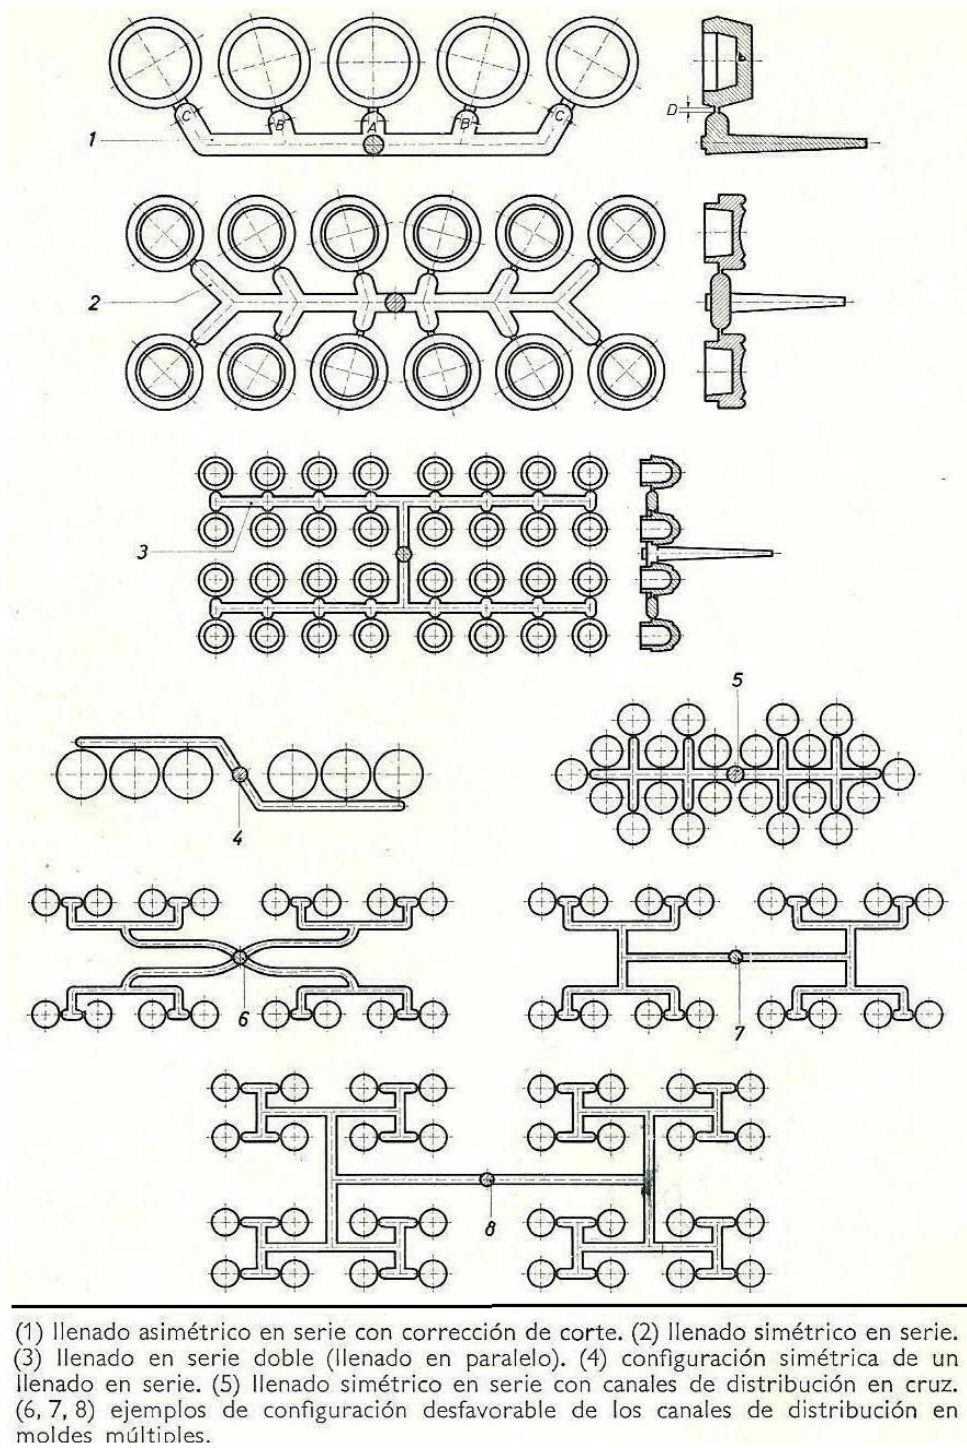 C
B
A
B
C
D
1
2
3
5
4
6
7
8
(1) llenado asimétrico en serie con corrección de corte. (2) llenado simétrico en serie.
(3) llenado en serie doble (llenado en paralelo). (4) configuración simétrica de un
llenado en serie. (5) llenado simétrico en serie con canales de distribución en cruz.
(6, 7, 8) ejemplos de configuración desfavorable de los canales de distribución en
moldes múltiples.